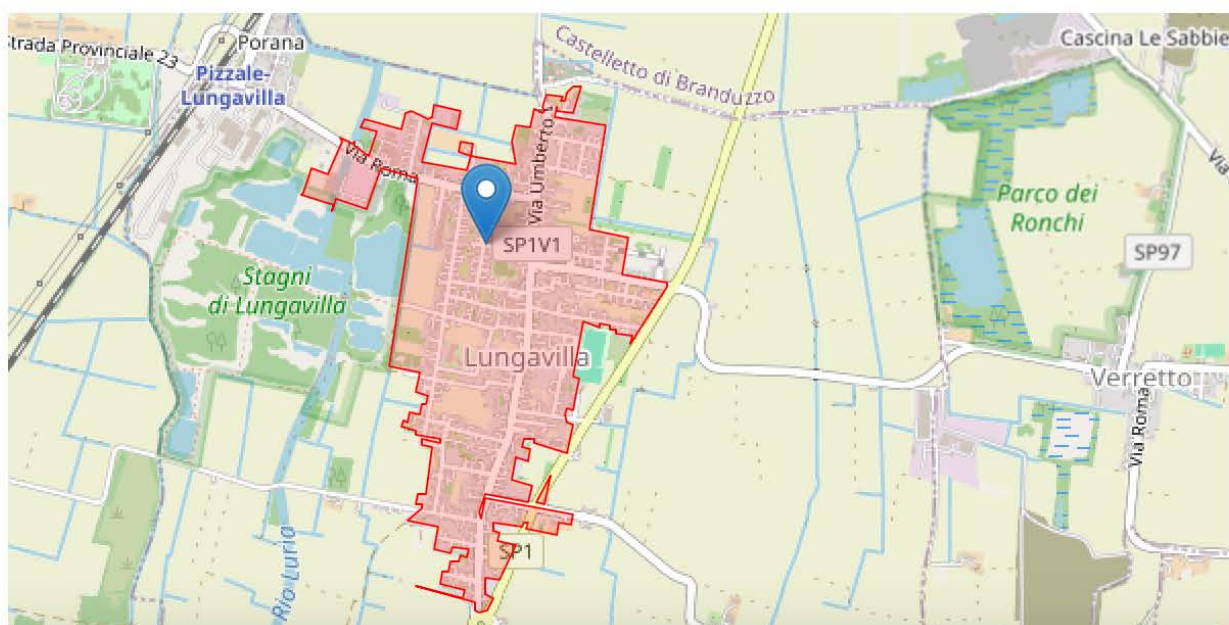 Strada Provinciale 23
Porana
Pizzale-
Lungavilla
Castelletto di Branduzzo
Cascina Le Sabbie
Via
Via Roma
Via Umberto I
SP1V1
Parco dei
Ronchi
SP97
Stagni
di Lungavilla
Lungavilla
Verretto
Via Roma
SP1
Rio Luria